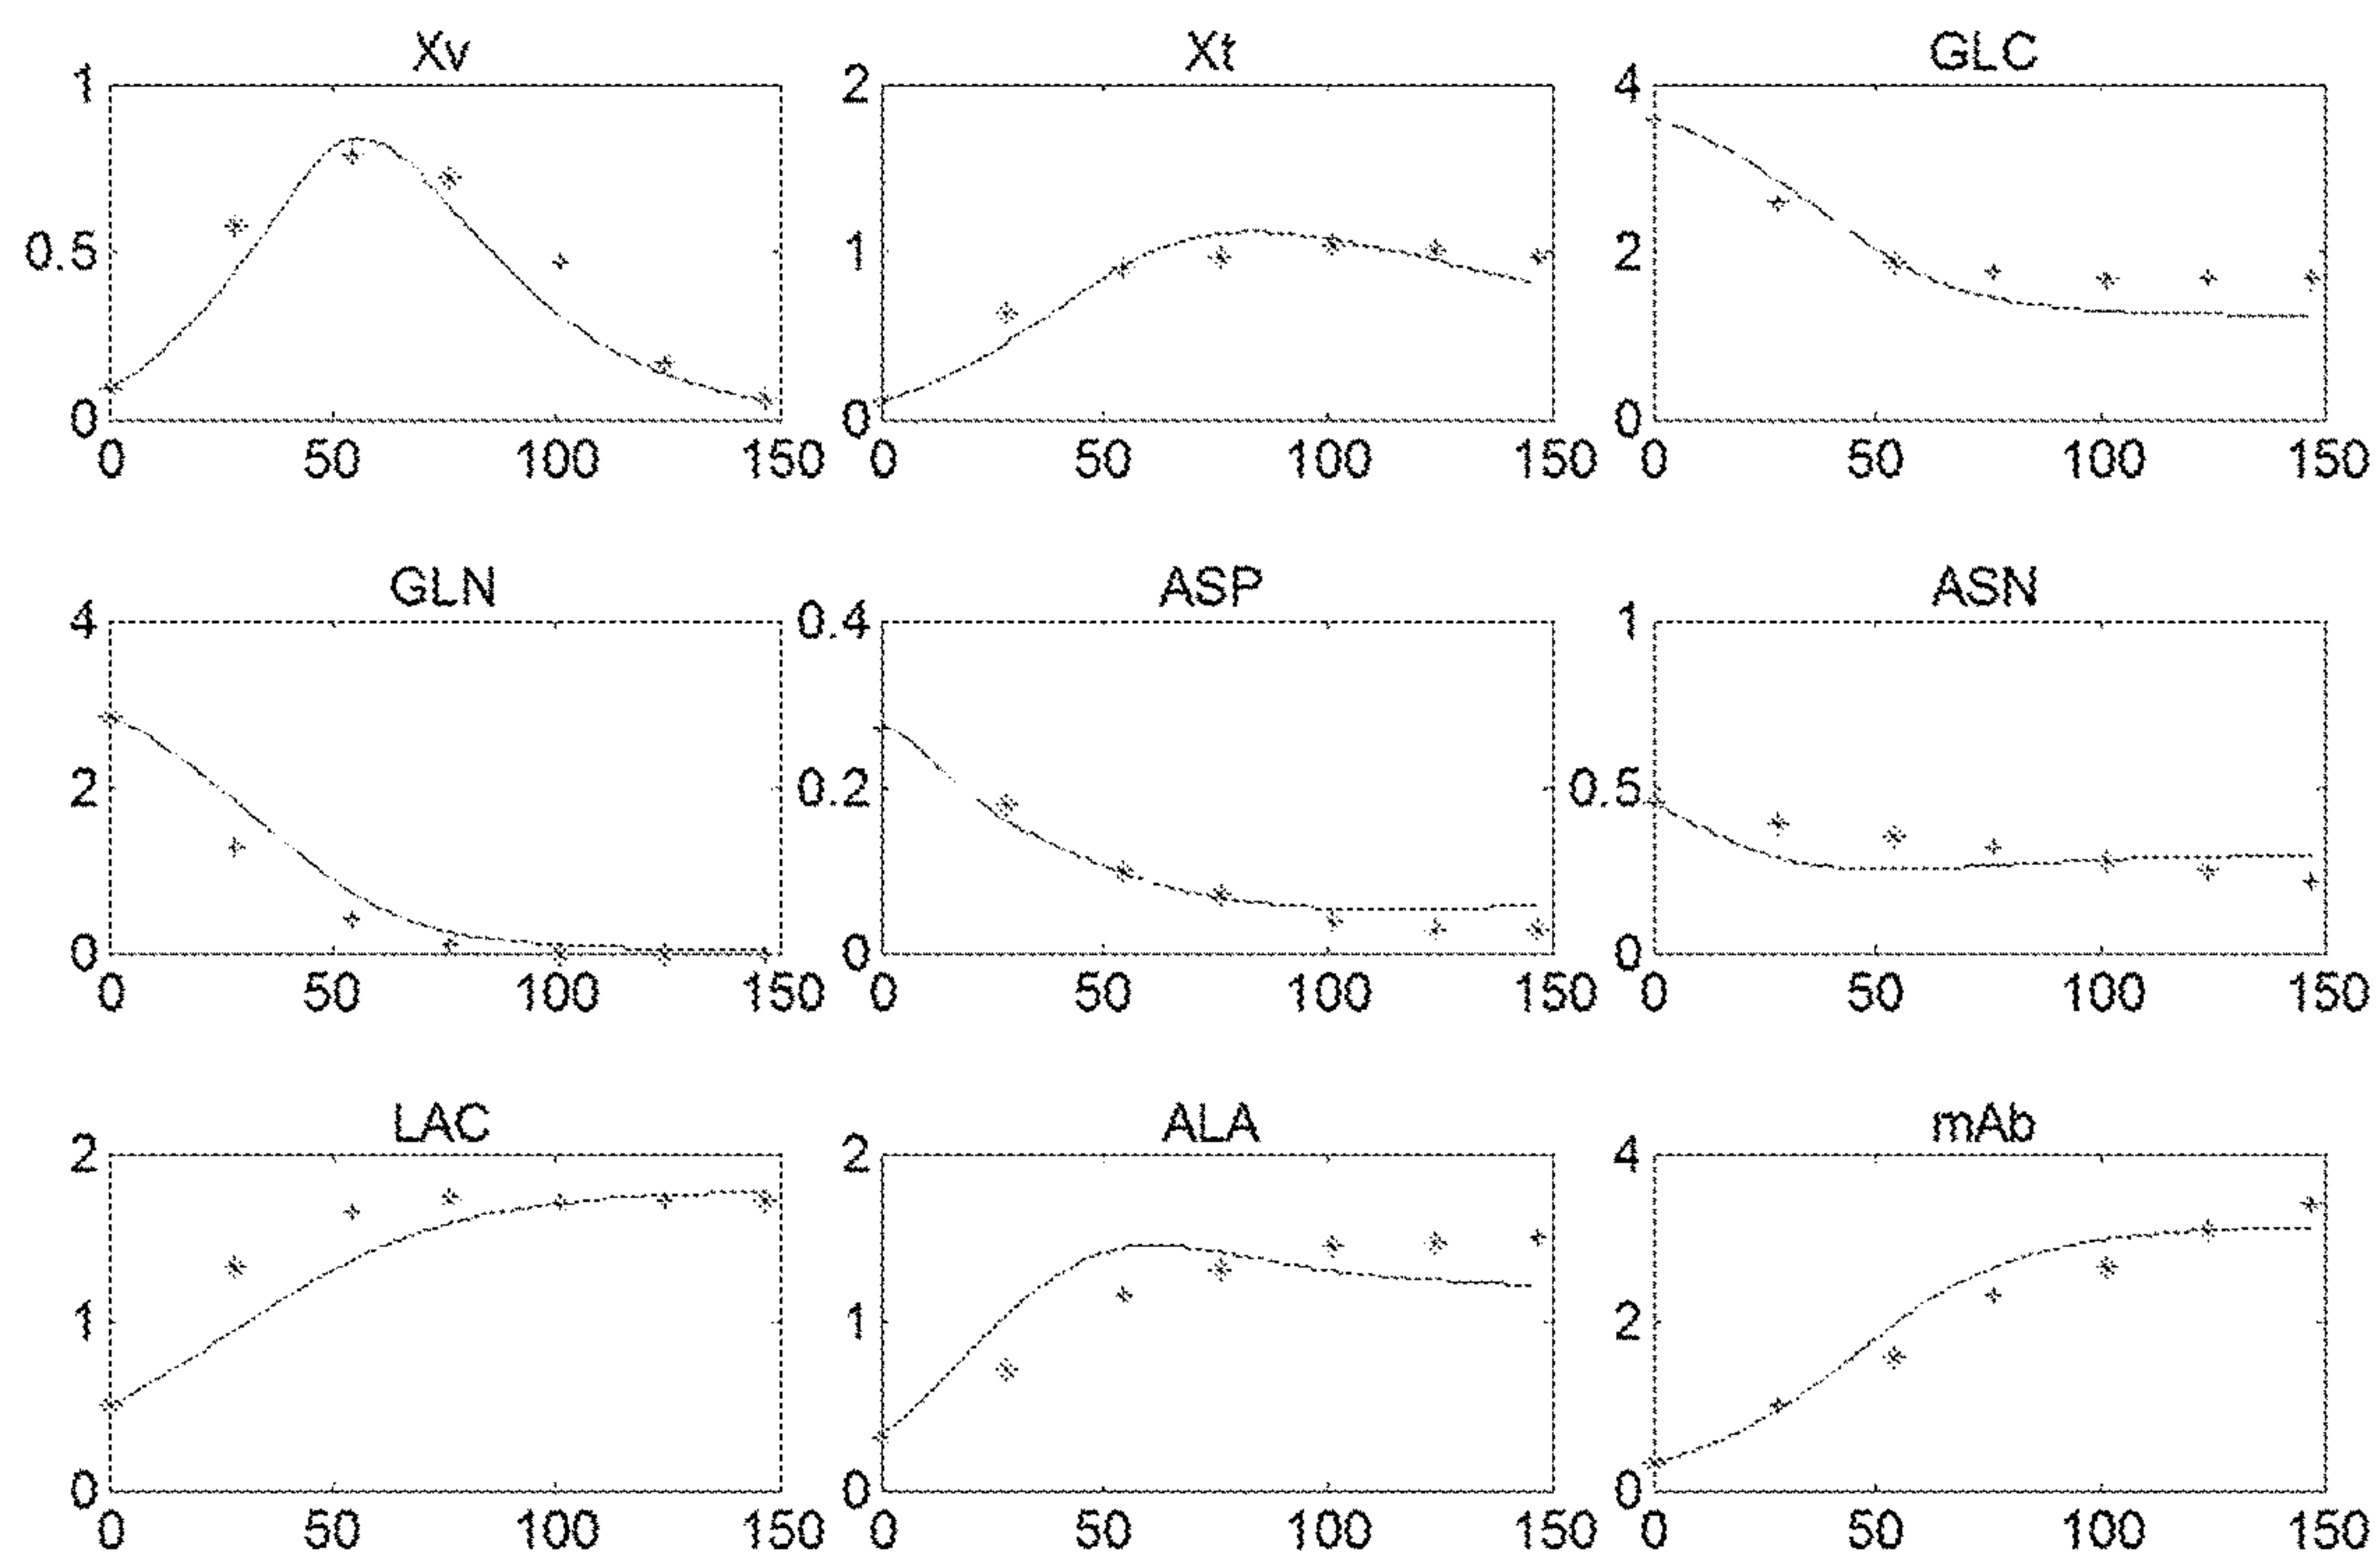 Xv Xt GLC
1 2 4
0.5 1 2
0 0 0
0 50 100 150 0 50 100 150 0 50 100 150
GLN ASP ASN
4 0.4 1
2 0.2 0.5
0 0 0
0 50 100 150 0 50 100 150 0 50 100 150
LAC ALA mAb
2 2 4
1 1 2
0 0 0
0 50 100 150 0 50 100 150 0 50 100 150